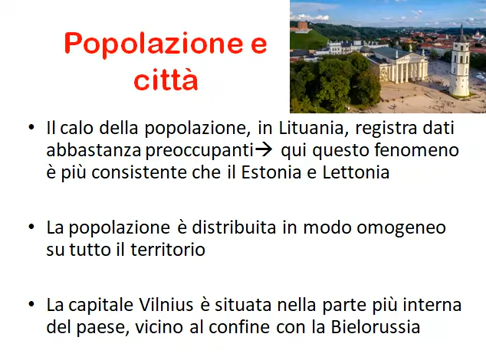 Popolazione e
città
• Il calo della popolazione, in Lituania, registra dati
abbastanza preoccupanti→ qui questo fenomeno
è più consistente che il Estonia e Lettonia
• La popolazione è distribuita in modo omogeneo
su tutto il territorio
• La capitale Vilnius è situata nella parte più interna
del paese, vicino al confine con la Bielorussia